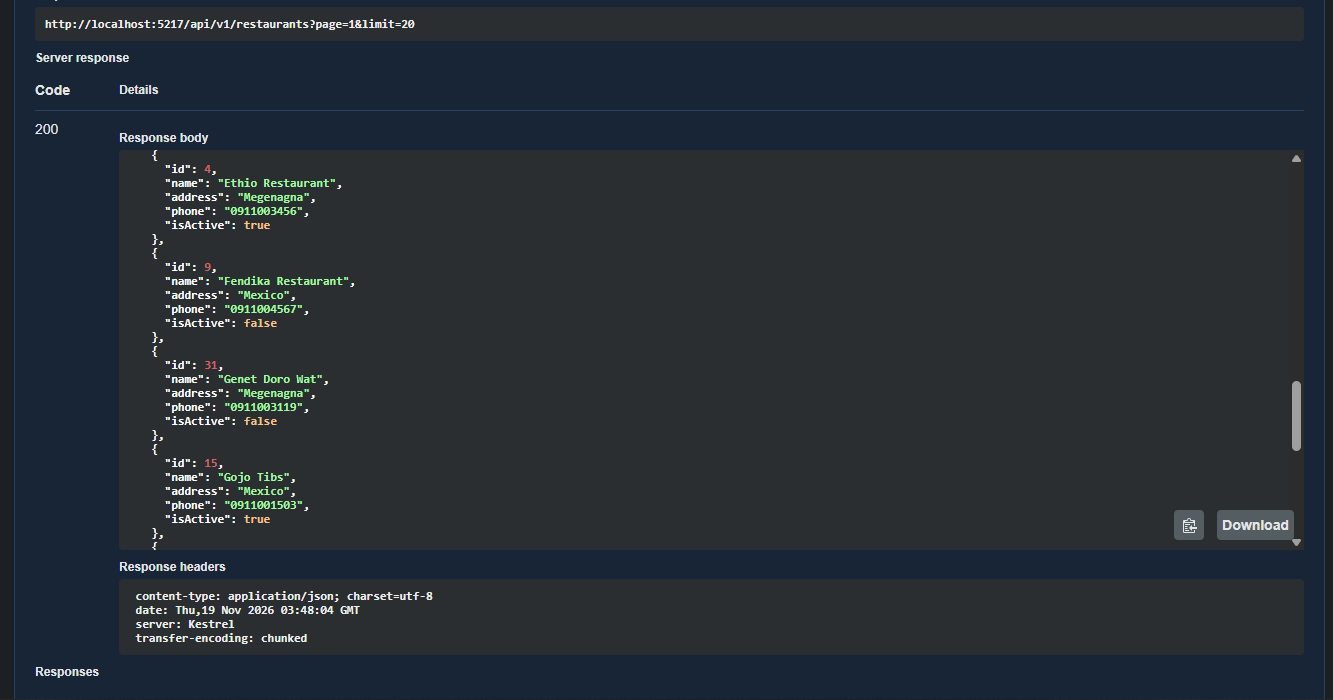 http://localhost:5217/api/v1/restaurants?page=1&limit=20
Server response
Code Details
200
Response body
{
"id": 4,
"name": "Ethio Restaurant",
"address": "Megenagna",
"phone": "0911003456",
"isActive": true
},
{
"id": 9,
"name": "Fendika Restaurant",
"address": "Mexico",
"phone": "0911004567",
"isActive": false
},
{
"id": 31,
"name": "Genet Doro Wat",
"address": "Megenagna",
"phone": "0911003119",
"isActive": false
},
{
"id": 15,
"name": "Gojo Tibs",
"address": "Mexico",
"phone": "0911001503",
"isActive": true
},
{
Download
Response headers
content-type: application/json; charset=utf-8
date: Thu,19 Nov 2026 03:48:04 GMT
server: Kestrel
transfer-encoding: chunked
Responses